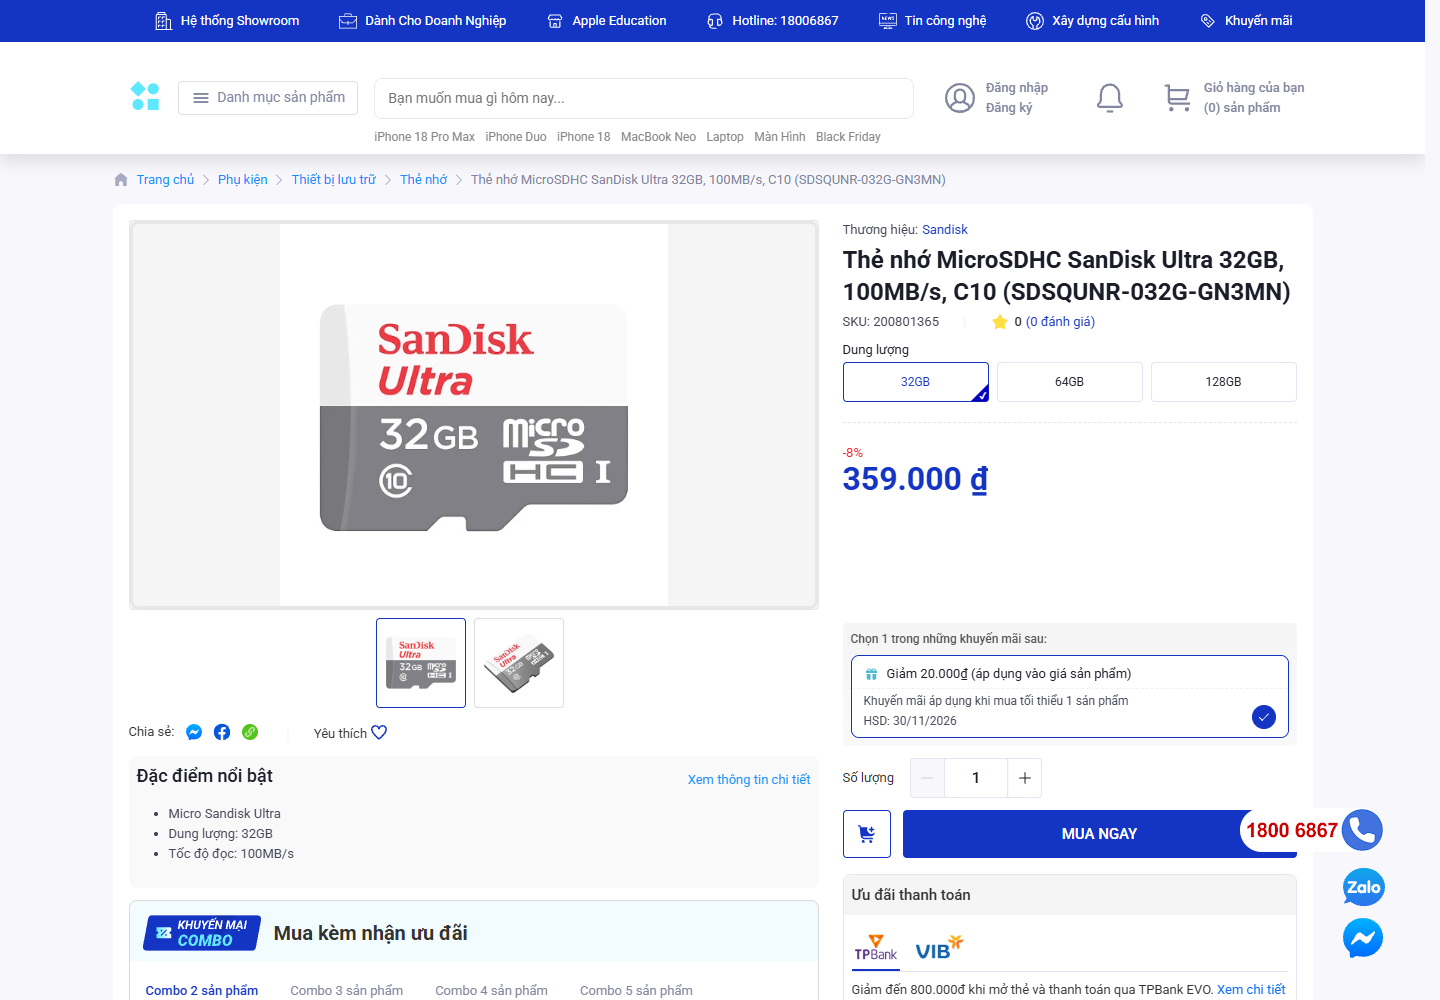 Hệ thống Showroom
Dành Cho Doanh Nghiệp
Apple Education
Hotline: 18006867
Tin công nghệ
Xây dựng cấu hình
Khuyến mãi
Danh mục sản phẩm
Bạn muốn mua gì hôm nay...
Đăng nhập
Đăng ký
Giỏ hàng của bạn
(0) sản phẩm
iPhone 18 Pro Max iPhone Duo iPhone 18 MacBook Neo Laptop Màn Hình Black Friday
Trang chủ > Phụ kiện > Thiết bị lưu trữ > Thẻ nhớ > Thẻ nhớ MicroSDHC SanDisk Ultra 32GB, 100MB/s, C10 (SDSQUNR-032G-GN3MN)
SanDisk
Ultra
32GB
micro
SD
HC I
10
Chia sẻ:
Yêu thích
Đặc điểm nổi bật
Xem thông tin chi tiết
Micro Sandisk Ultra
Dung lượng: 32GB
Tốc độ đọc: 100MB/s
KHUYẾN MẠI
COMBO
Mua kèm nhận ưu đãi
Combo 2 sản phẩm
Combo 3 sản phẩm
Combo 4 sản phẩm
Combo 5 sản phẩm
Thương hiệu: Sandisk
Thẻ nhớ MicroSDHC SanDisk Ultra 32GB,
100MB/s, C10 (SDSQUNR-032G-GN3MN)
SKU: 200801365
0 (0 đánh giá)
Dung lượng
32GB
64GB
128GB
-8%
359.000 ₫
Chọn 1 trong những khuyến mãi sau:
Giảm 20.000₫ (áp dụng vào giá sản phẩm)
Khuyến mãi áp dụng khi mua tối thiểu 1 sản phẩm
HSD: 30/11/2026
Số lượng
1
MUA NGAY
1800 6867
Zalo
Ưu đãi thanh toán
TPBank
VIB
Giảm đến 800.000đ khi mở thẻ và thanh toán qua TPBank EVO. Xem chi tiết